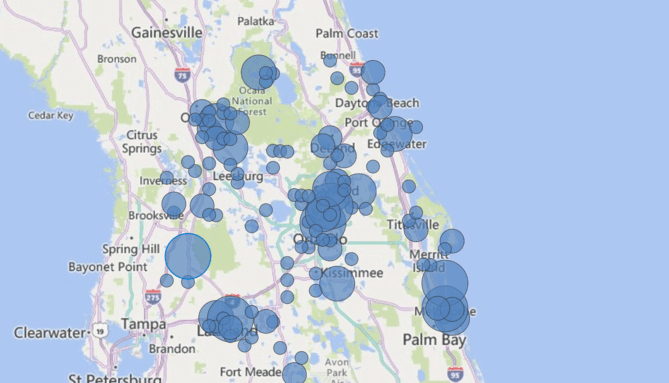 Palatka
Gainesville
Palm Coast
Bunnell
Bronson
75
95
Ocala
National
Forest
Cedar Key
Beach
Port
Citrus
Springs
Edgewater
Inverness
Leesburg
Brooksville
Titusville
Spring Hill
Merritt
Island
Bayonet Point
Kissimmee
275
Tampa
Clearwater
19
Palm Bay
Brandon
Avon
Park
Fort Meade
95
St Petersburg